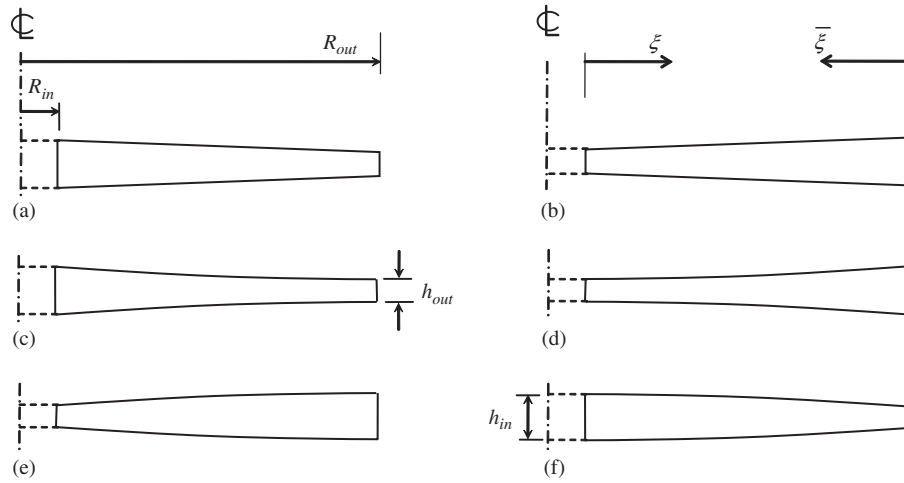 ℄ ℄
R_out ξ ξ̅
R_in
(a) (b)
h_out
(c) (d)
h_in
(e) (f)